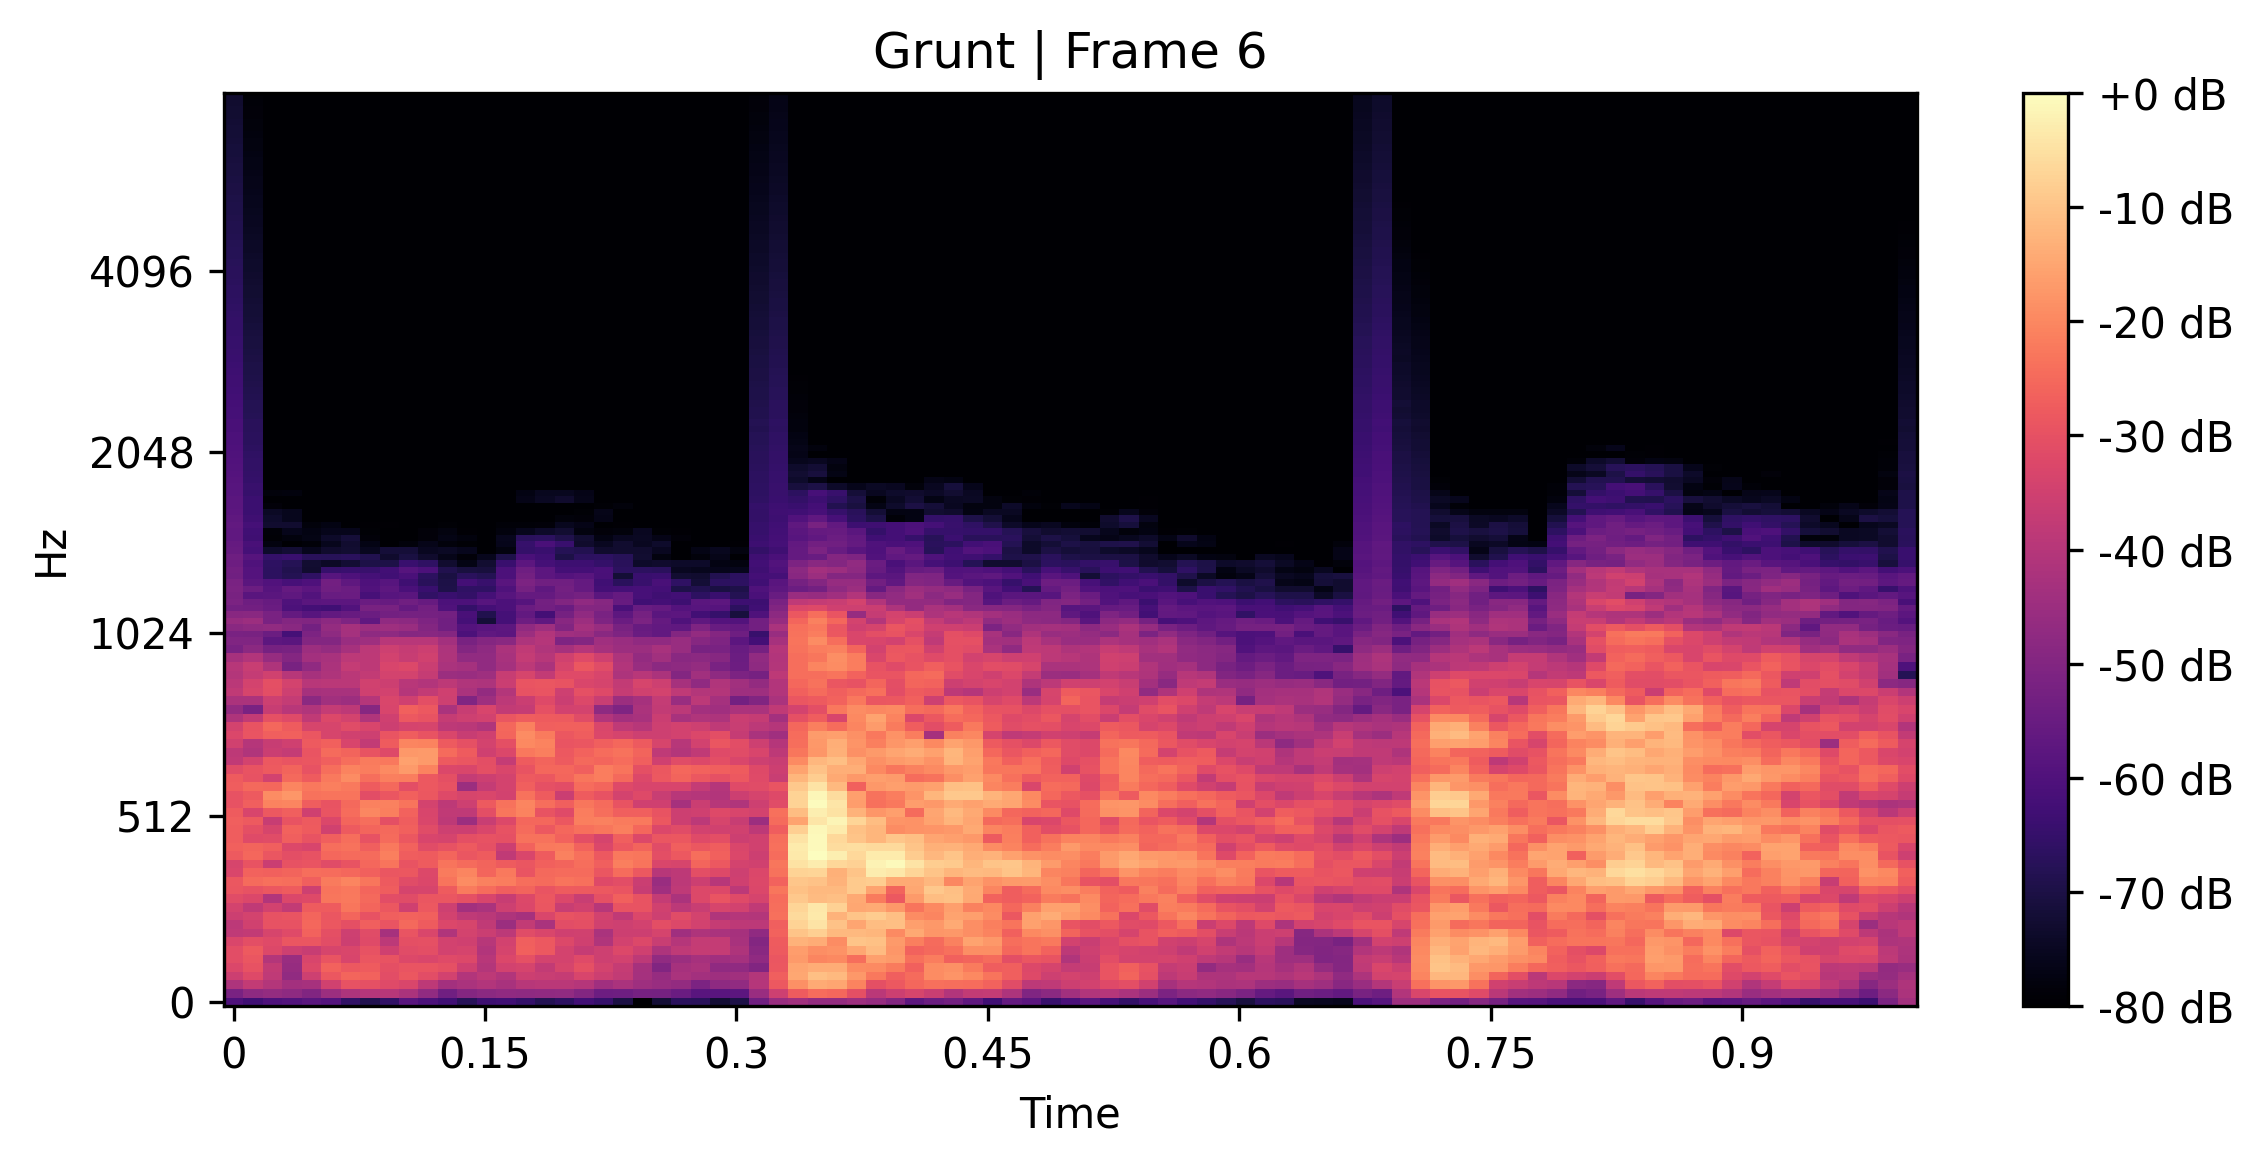 Grunt | Frame 6
+0 dB
-10 dB
-20 dB
-30 dB
-40 dB
-50 dB
-60 dB
-70 dB
-80 dB
Hz
4096
2048
1024
512
0
0 0.15 0.3 0.45 0.6 0.75 0.9
Time